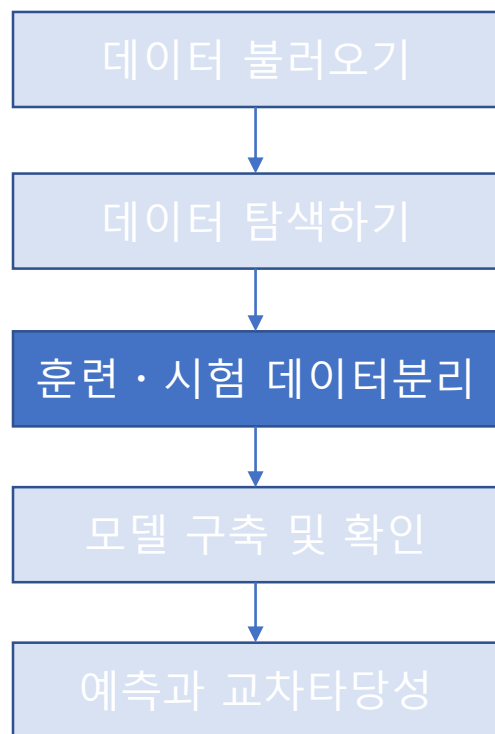 데이터 불러오기
데이터 탐색하기
훈련 · 시험 데이터분리
모델 구축 및 확인
예측과 교차타당성